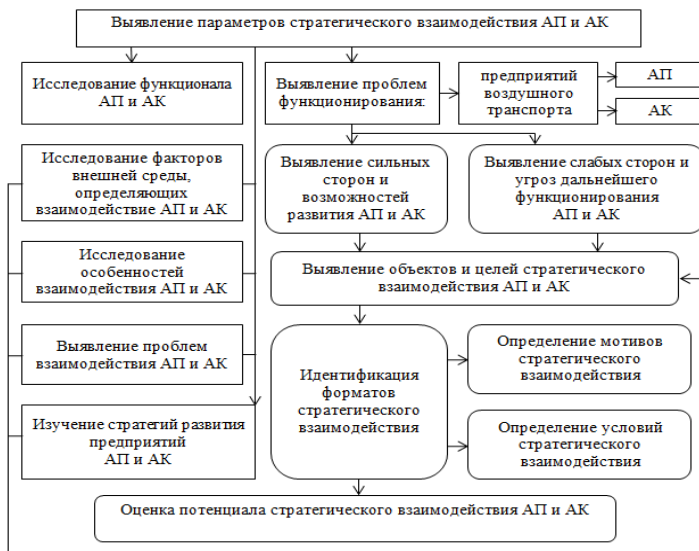 Выявление параметров стратегического взаимодействия АП и АК
Исследование функционала
АП и АК
Выявление проблем
функционирования:
предприятий
воздушного
транспорта
АП
АК
Исследование факторов
внешней среды,
определяющих
взаимодействие АП и АК
Выявление сильных
сторон и
возможностей
развития АП и АК
Выявление слабых сторон и
угроз дальнейшего
функционирования
АП и АК
Исследование
особенностей
взаимодействия АП и АК
Выявление объектов и целей стратегического
взаимодействия АП и АК
Выявление проблем
взаимодействия АП и АК
Идентификация
форматов
стратегического
взаимодействия
Определение мотивов
стратегического
взаимодействия
Изучение стратегий развития
предприятий
АП и АК
Определение условий
стратегического
взаимодействия
Оценка потенциала стратегического взаимодействия АП и АК